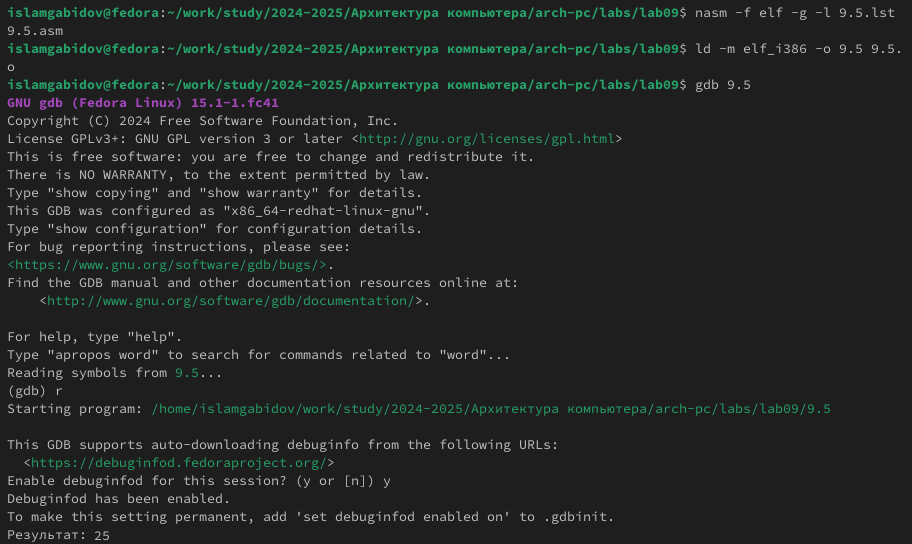 islamgabidov@fedora:~/work/study/2024-2025/Архитектура компьютера/arch-pc/labs/lab09$ nasm -f elf -g -l 9.5.lst
9.5.asm
islamgabidov@fedora:~/work/study/2024-2025/Архитектура компьютера/arch-pc/labs/lab09$ ld -m elf_i386 -o 9.5 9.5.
o
islamgabidov@fedora:~/work/study/2024-2025/Архитектура компьютера/arch-pc/labs/lab09$ gdb 9.5
GNU gdb (Fedora Linux) 15.1-1.fc41
Copyright (C) 2024 Free Software Foundation, Inc.
License GPLv3+: GNU GPL version 3 or later <http://gnu.org/licenses/gpl.html>
This is free software: you are free to change and redistribute it.
There is NO WARRANTY, to the extent permitted by law.
Type "show copying" and "show warranty" for details.
This GDB was configured as "x86_64-redhat-linux-gnu".
Type "show configuration" for configuration details.
For bug reporting instructions, please see:
<https://www.gnu.org/software/gdb/bugs/>.
Find the GDB manual and other documentation resources online at:
    <http://www.gnu.org/software/gdb/documentation/>.

For help, type "help".
Type "apropos word" to search for commands related to "word"...
Reading symbols from 9.5...
(gdb) r
Starting program: /home/islamgabidov/work/study/2024-2025/Архитектура компьютера/arch-pc/labs/lab09/9.5

This GDB supports auto-downloading debuginfo from the following URLs:
  <https://debuginfod.fedoraproject.org/>
Enable debuginfod for this session? (y or [n]) y
Debuginfod has been enabled.
To make this setting permanent, add 'set debuginfod enabled on' to .gdbinit.
Результат: 25